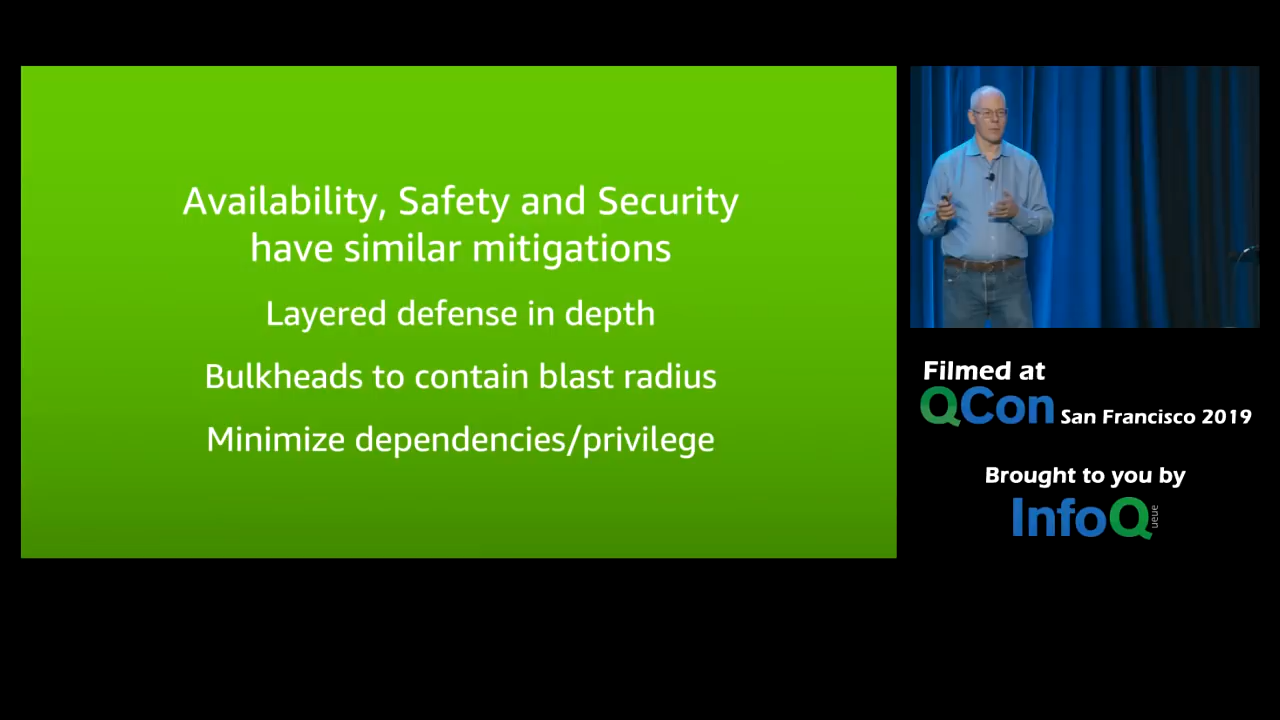 Availability, Safety and Security
have similar mitigations
Layered defense in depth
Bulkheads to contain blast radius
Minimize dependencies/privilege
Filmed at
QCon San Francisco 2019
Brought to you by
InfoQ
ueue